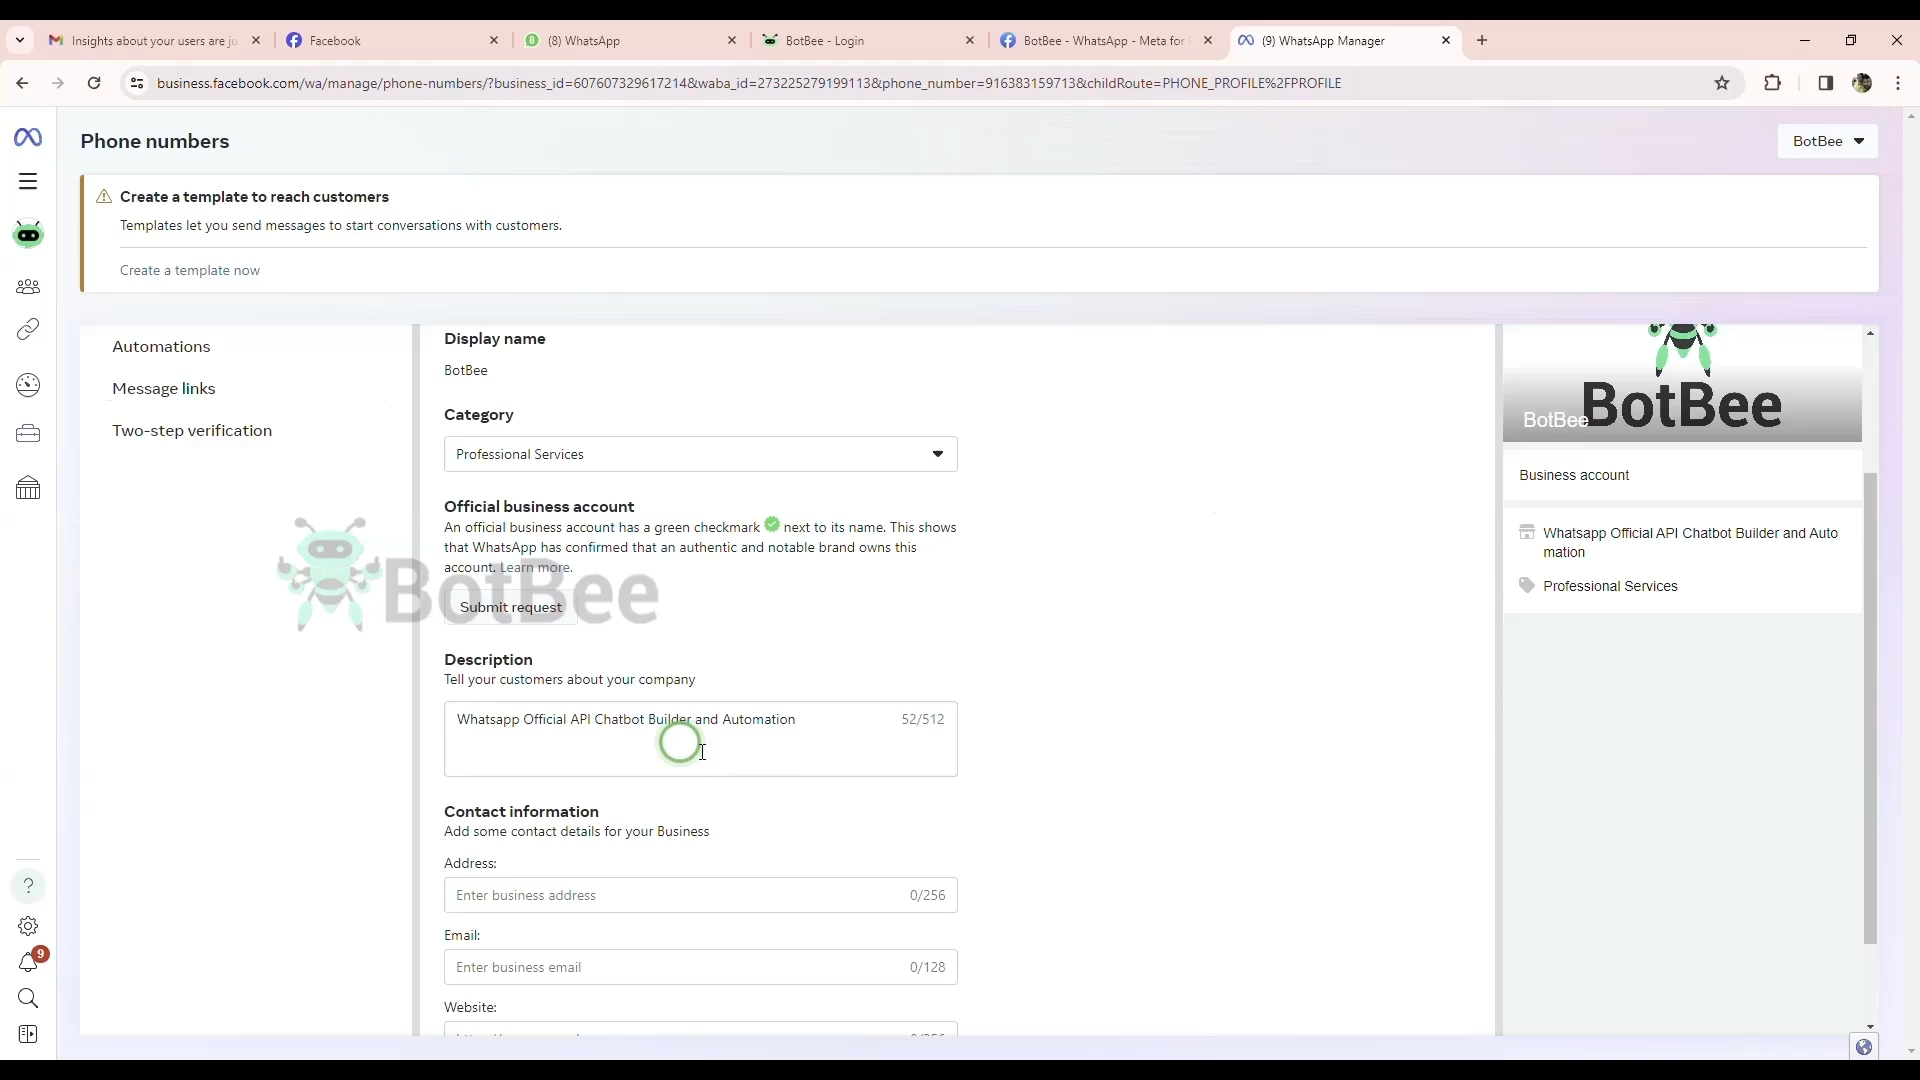 Insights about your users are ju
Facebook
(8) WhatsApp
BotBee - Login
BotBee - WhatsApp - Meta for
(9) WhatsApp Manager
business.facebook.com/wa/manage/phone-numbers/?business_id=607607329617214&waba_id=273225279199113&phone_number=916383159713&childRoute=PHONE_PROFILE%2FPROFILE
Phone numbers
BotBee
Create a template to reach customers
Templates let you send messages to start conversations with customers.
Create a template now
Automations
Message links
Two-step verification
Display name
BotBee
Category
Professional Services
Official business account
An official business account has a green checkmark next to its name. This shows
that WhatsApp has confirmed that an authentic and notable brand owns this
account. Learn more.
BotBee
Submit request
Description
Tell your customers about your company
Whatsapp Official API Chatbot Builder and Automation 52/512
Contact information
Add some contact details for your Business
Address:
Enter business address 0/256
Email:
Enter business email 0/128
Website:
BotBee
BotBee
Business account
Whatsapp Official API Chatbot Builder and Auto
mation
Professional Services
?
9